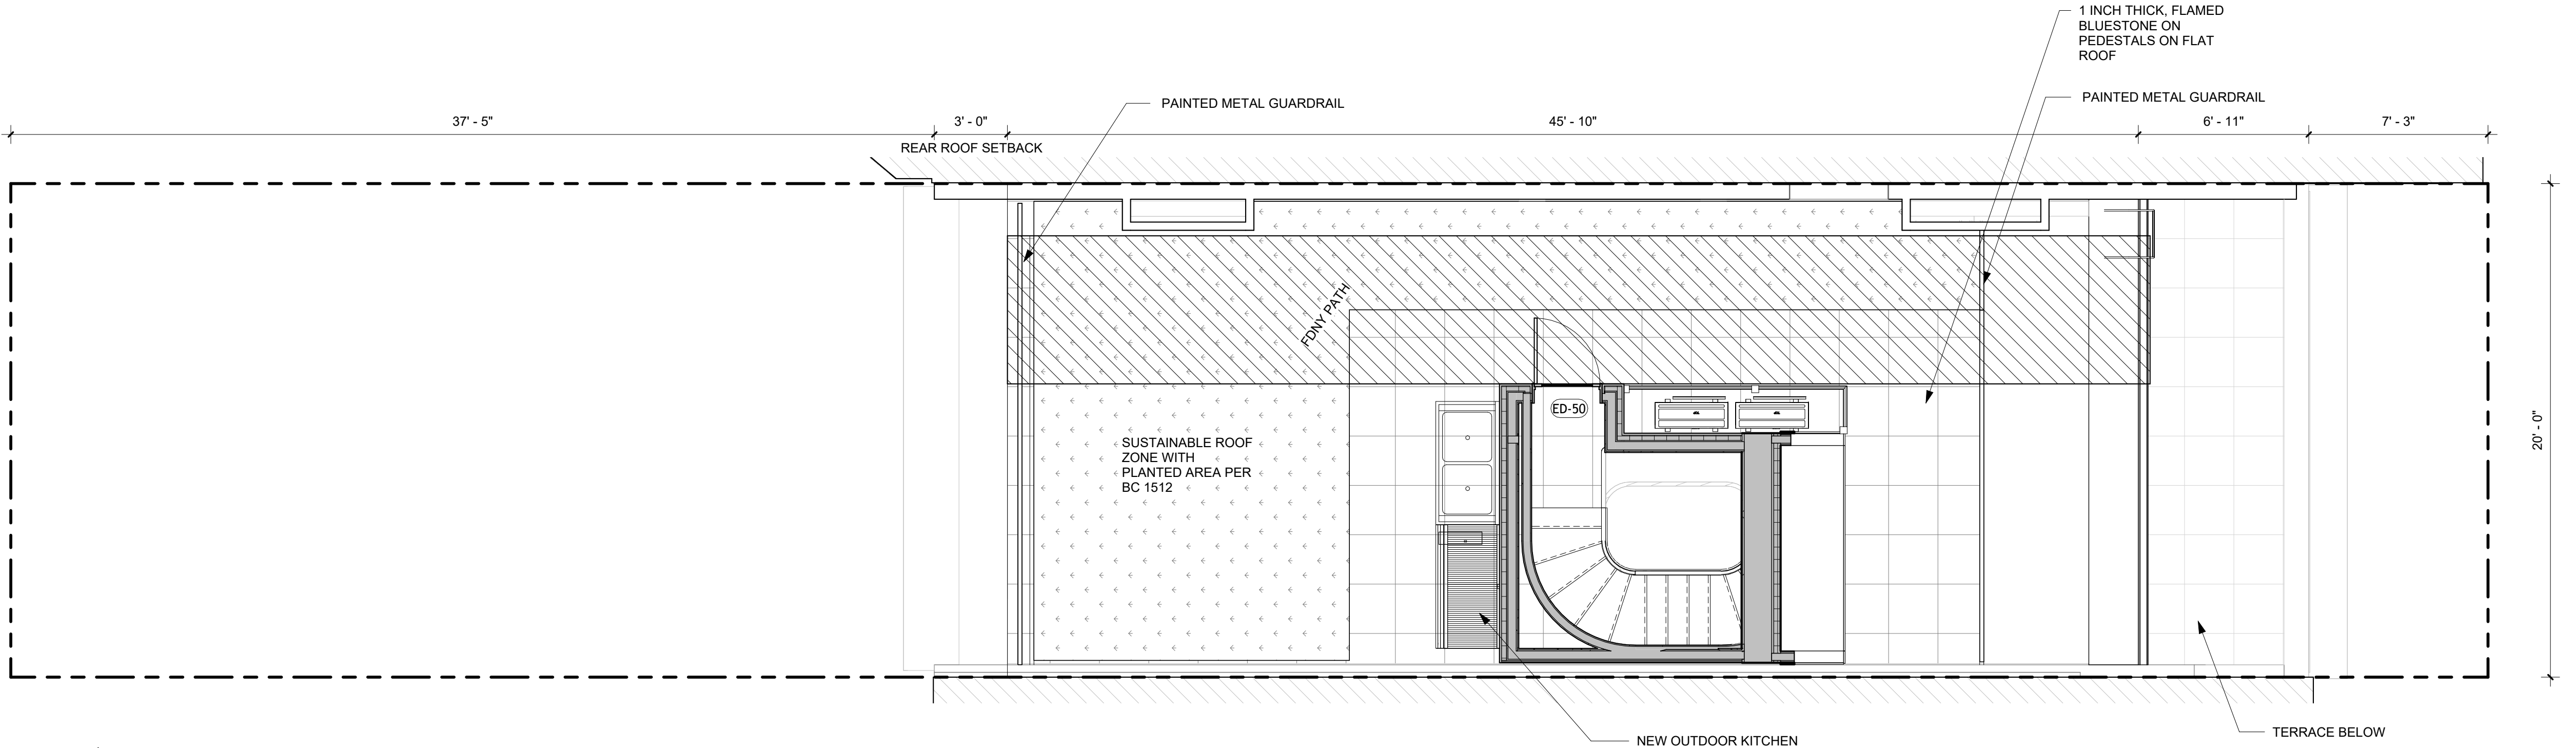 1 INCH THICK, FLAMED
BLUESTONE ON
PEDESTALS ON FLAT
ROOF
PAINTED METAL GUARDRAIL
PAINTED METAL GUARDRAIL
37' - 5"
3' - 0"
45' - 10"
6' - 11"
7' - 3"
REAR ROOF SETBACK
FDNY PATH
ED-50
20' - 0"
SUSTAINABLE ROOF
ZONE WITH
PLANTED AREA PER
BC 1512
TERRACE BELOW
NEW OUTDOOR KITCHEN